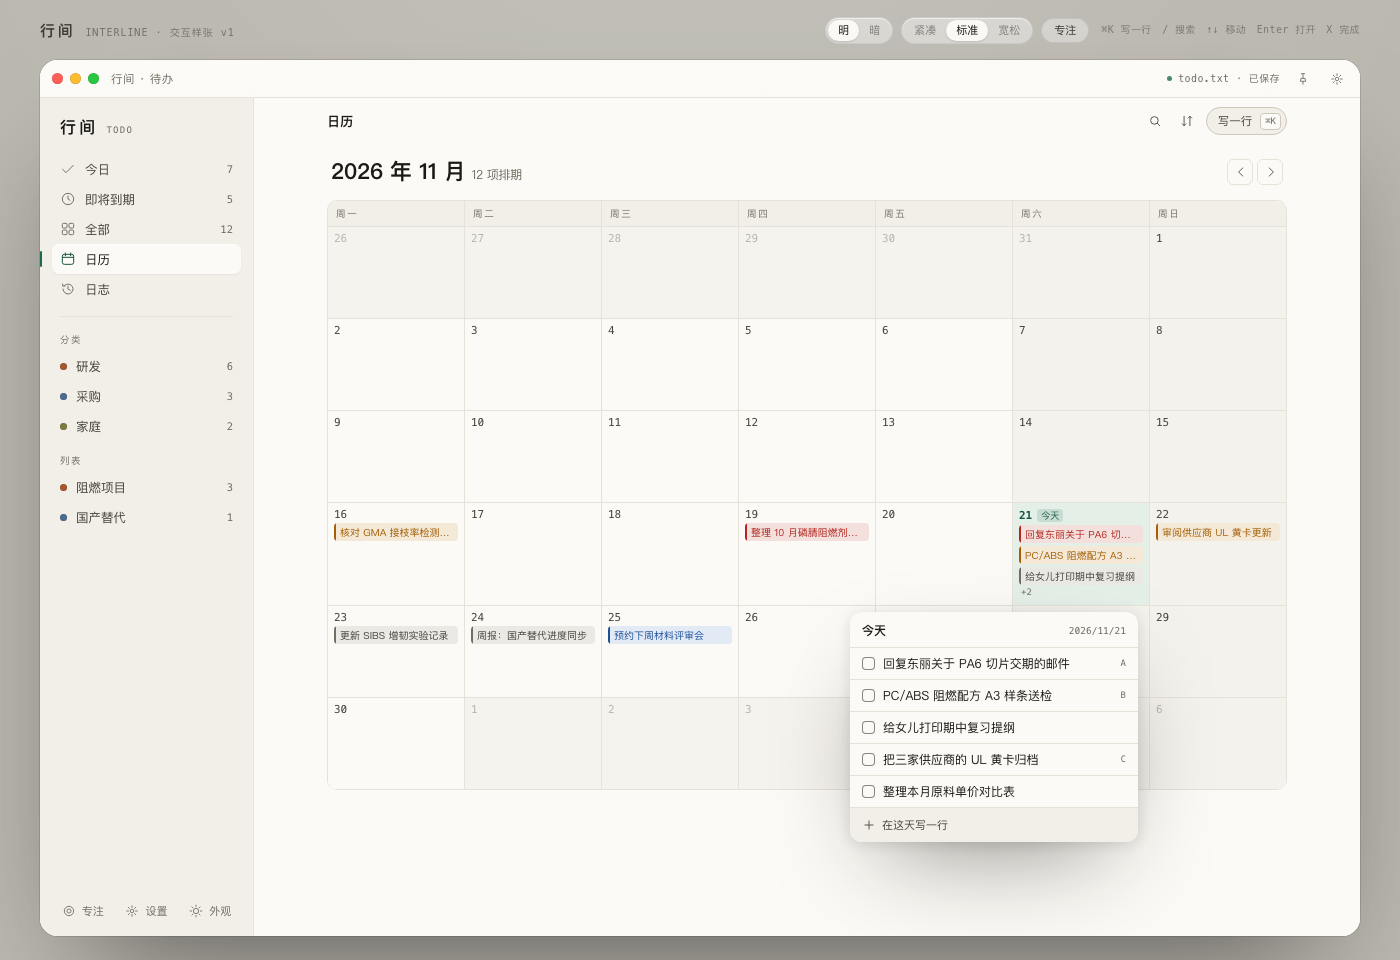 行间 INTERLINE · 交互样张 v1
明 暗 紧凑 标准 宽松 专注 ⌘K 写一行 / 搜索 ↑↓ 移动 Enter 打开 X 完成
行间 · 待办
todo.txt · 已保存
行间 TODO
今日 7
即将到期 5
全部 12
日历
日志
分类
研发 6
采购 3
家庭 2
列表
阻燃项目 3
国产替代 1
专注 设置 外观
日历
写一行 ⌘K
2026 年 11 月 12 项排期
周一 周二 周三 周四 周五 周六 周日
26 27 28 29 30 31 1
2 3 4 5 6 7 8
9 10 11 12 13 14 15
16 17 18 19 20 21 今天 22
核对 GMA 接枝率检测…
整理 10 月磷腈阻燃剂…
回复东丽关于 PA6 切…
PC/ABS 阻燃配方 A3 …
给女儿打印期中复习提纲
+2
审阅供应商 UL 黄卡更新
23 24 25 26 29
更新 SIBS 增韧实验记录
周报：国产替代进度同步
预约下周材料评审会
30 1 2 3 6
今天 2026/11/21
回复东丽关于 PA6 切片交期的邮件 A
PC/ABS 阻燃配方 A3 样条送检 B
给女儿打印期中复习提纲
把三家供应商的 UL 黄卡归档 C
整理本月原料单价对比表
+ 在这天写一行